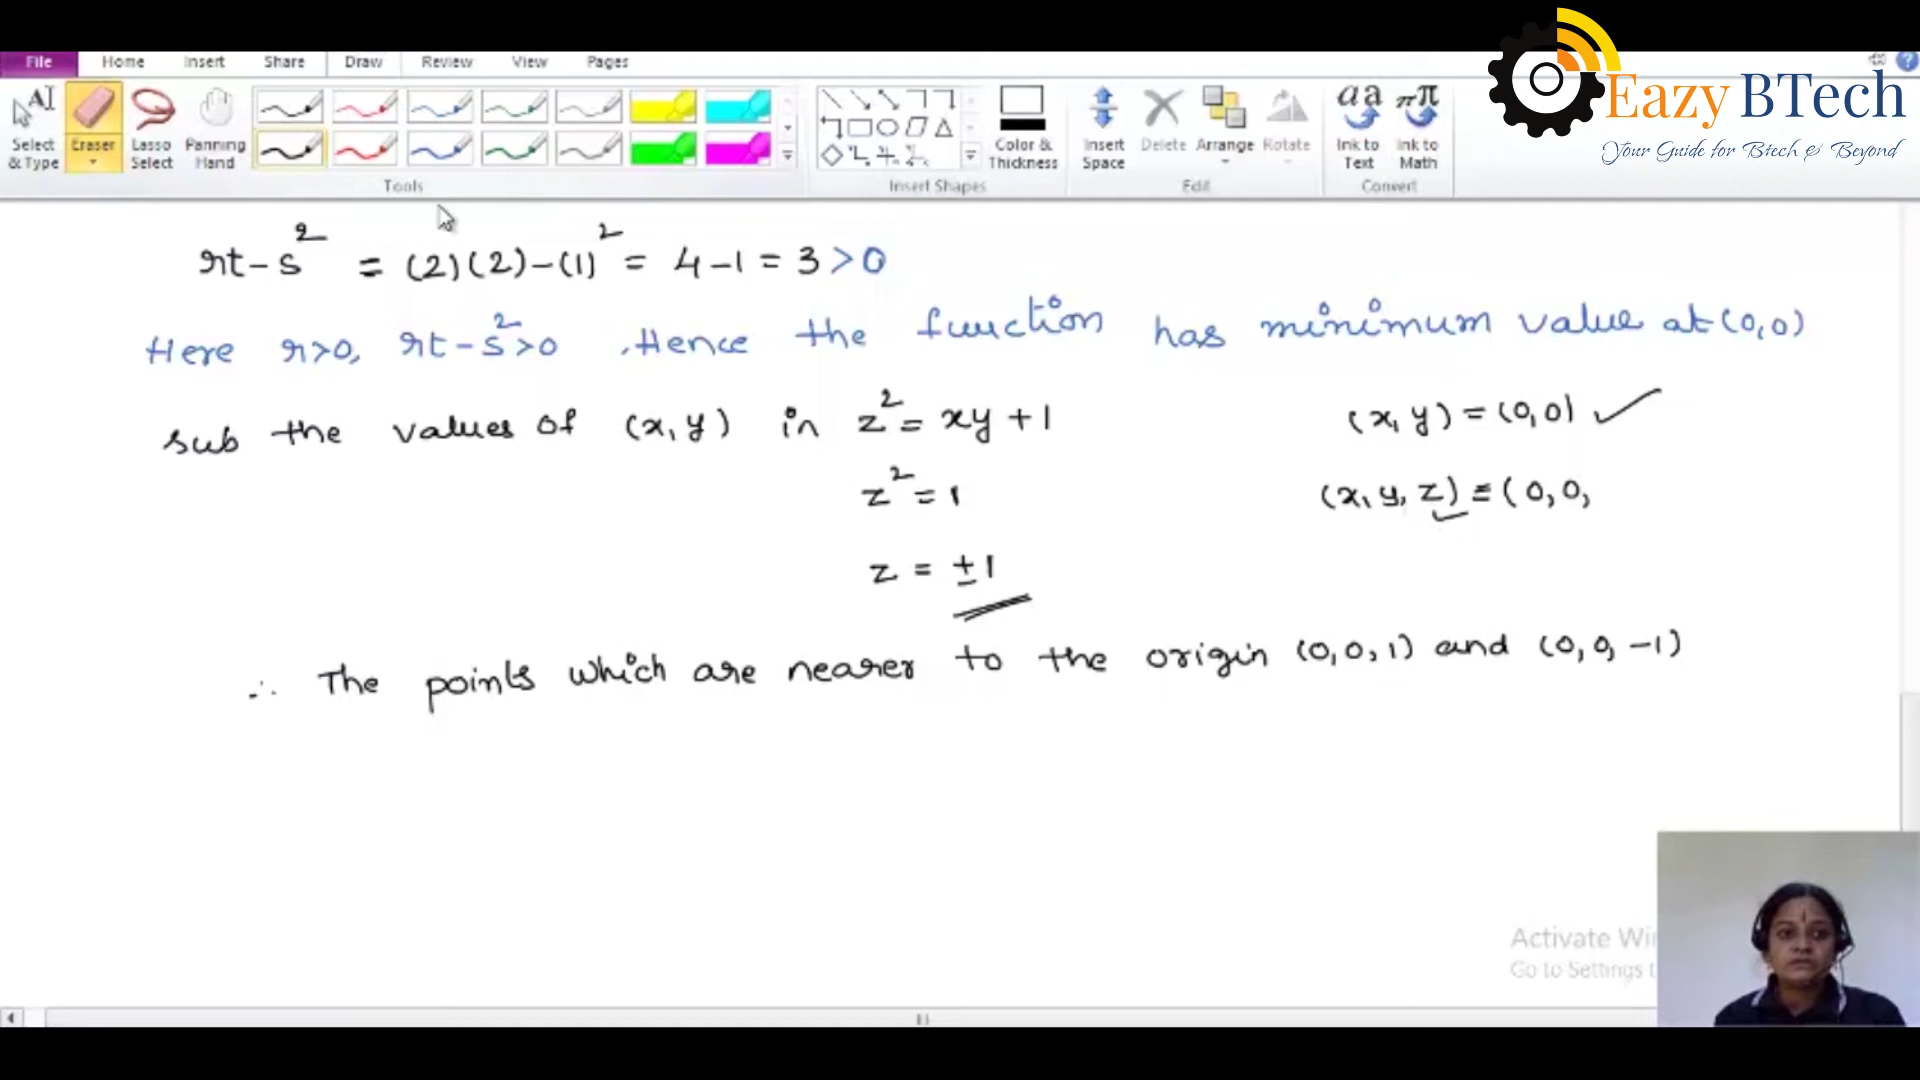 Eazy BTech
Your Guide for Btech & Beyond
File Home Insert Share Draw Review View Pages
Select & Type Eraser Lasso Select Panning Hand Color & Thickness Insert Space Delete Arrange Rotate Ink to Text Ink to Math
Tools Insert Shapes Edit Convert
rt-s² = (2)(2)-(1)² = 4-1 = 3 >0
Here r>0, rt-s²>0 .Hence the function has minimum value at (0,0)
sub the values of (x,y) in z² = xy+1 (x,y) = (0,0)
z² = 1 (x,y,z) = (0,0,
z = ±1
∴ The points which are nearer to the origin (0,0,1) and (0,0,-1)
Activate Wi
Go to Settings t